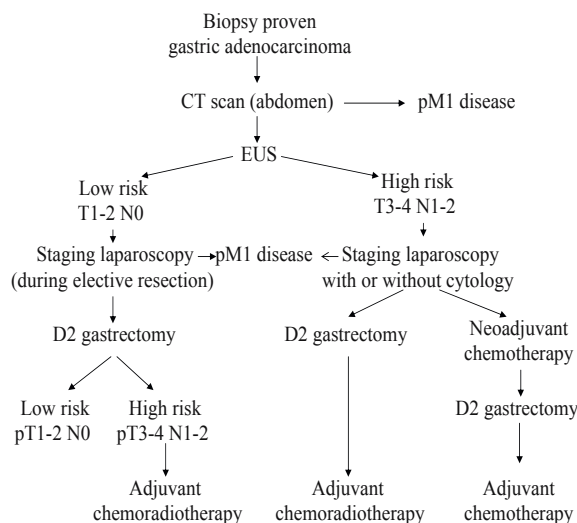 Biopsy proven
gastric adenocarcinoma
CT scan (abdomen)
pM1 disease
EUS
Low risk
T1-2 N0
High risk
T3-4 N1-2
Staging laparoscopy
(during elective resection)
pM1 disease
Staging laparoscopy
with or without cytology
D2 gastrectomy
D2 gastrectomy
Neoadjuvant
chemotherapy
Low risk
pT1-2 N0
High risk
pT3-4 N1-2
D2 gastrectomy
Adjuvant
chemoradiotherapy
Adjuvant
chemoradiotherapy
Adjuvant
chemotherapy